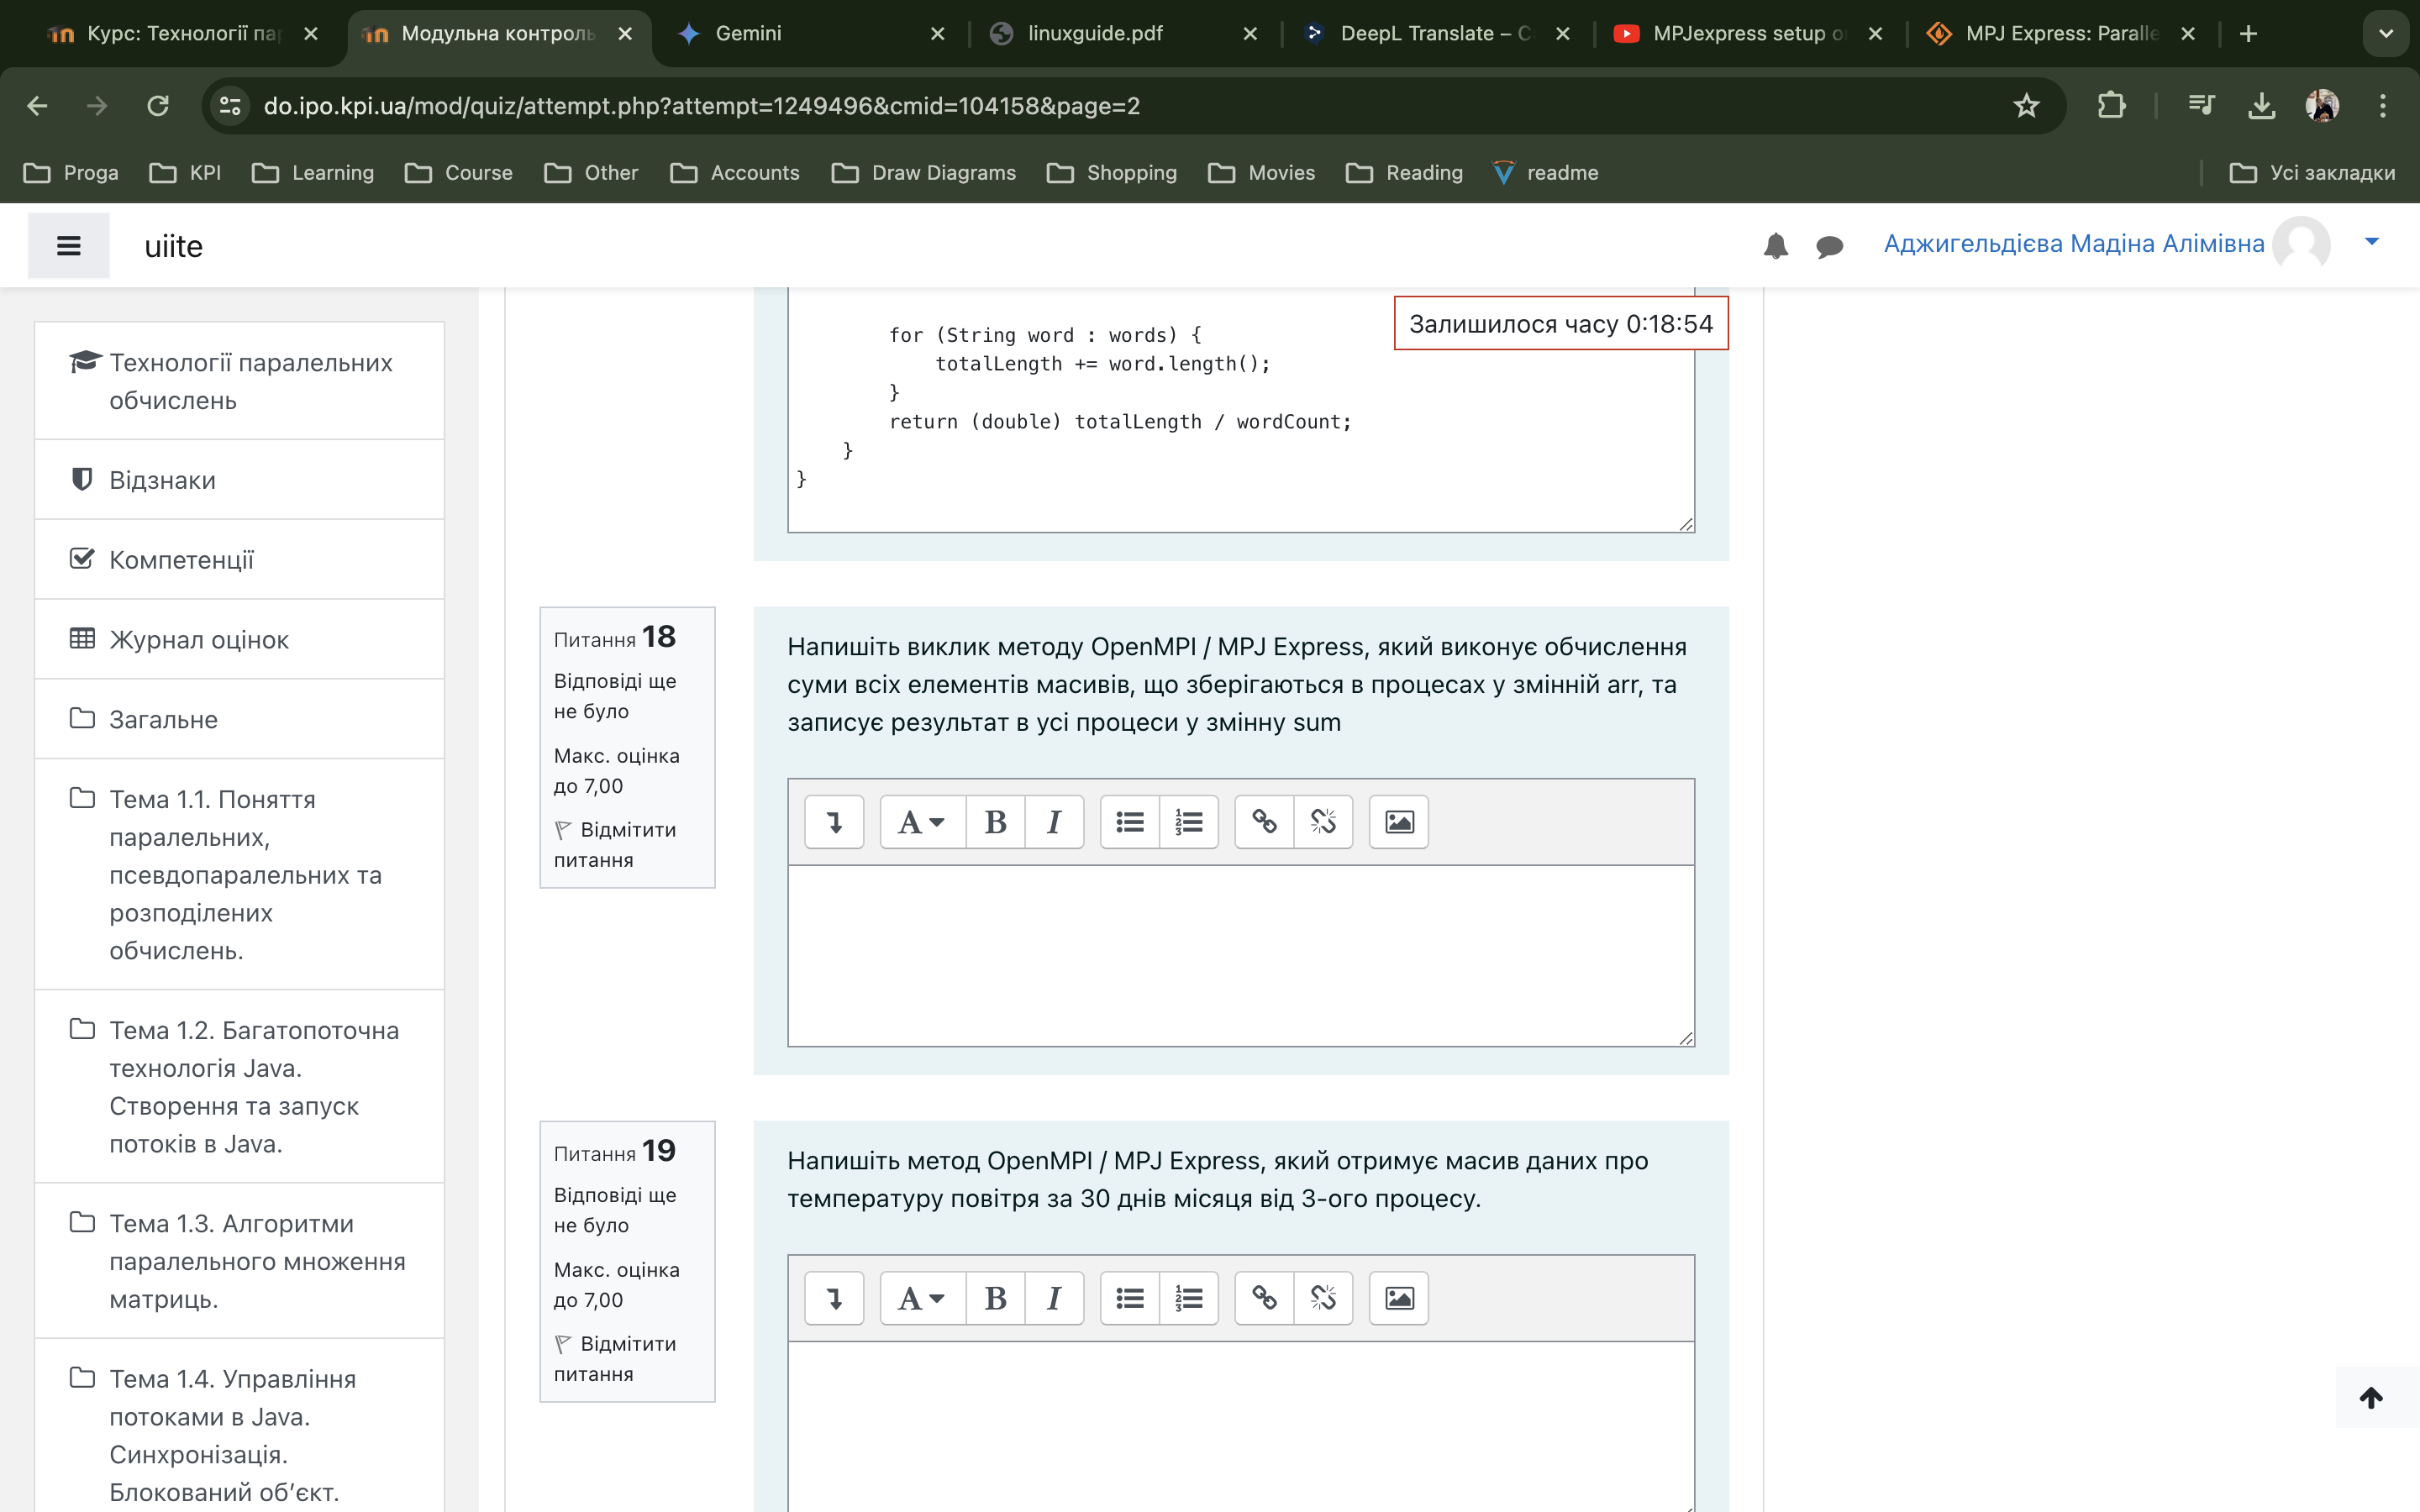 Курс: Технології па
Модульна контроль
Gemini
linuxguide.pdf
DeepL Translate – C
MPJexpress setup o
MPJ Express: Paralle
do.ipo.kpi.ua/mod/quiz/attempt.php?attempt=1249496&cmid=104158&page=2
Proga
KPI
Learning
Course
Other
Accounts
Draw Diagrams
Shopping
Movies
Reading
readme
Усі закладки
uiite
Аджигельдієва Мадіна Алімівна
Технології паралельних
обчислень
Відзнаки
Компетенції
Журнал оцінок
Загальне
Тема 1.1. Поняття
паралельних,
псевдопаралельних та
розподілених
обчислень.
Тема 1.2. Багатопоточна
технологія Java.
Створення та запуск
потоків в Java.
Тема 1.3. Алгоритми
паралельного множення
матриць.
Тема 1.4. Управління
потоками в Java.
Синхронізація.
Блокований об’єкт.
Залишилося часу 0:18:54
for (String word : words) {
totalLength += word.length();
}
return (double) totalLength / wordCount;
}
}
Питання 18
Відповіді ще
не було
Макс. оцінка
до 7,00
Відмітити
питання
Напишіть виклик методу OpenMPI / MPJ Express, який виконує обчислення
суми всіх елементів масивів, що зберігаються в процесах у змінній arr, та
записує результат в усі процеси у змінну sum
A B I
Питання 19
Відповіді ще
не було
Макс. оцінка
до 7,00
Відмітити
питання
Напишіть метод OpenMPI / MPJ Express, який отримує масив даних про
температуру повітря за 30 днів місяця від 3-ого процесу.
A B I